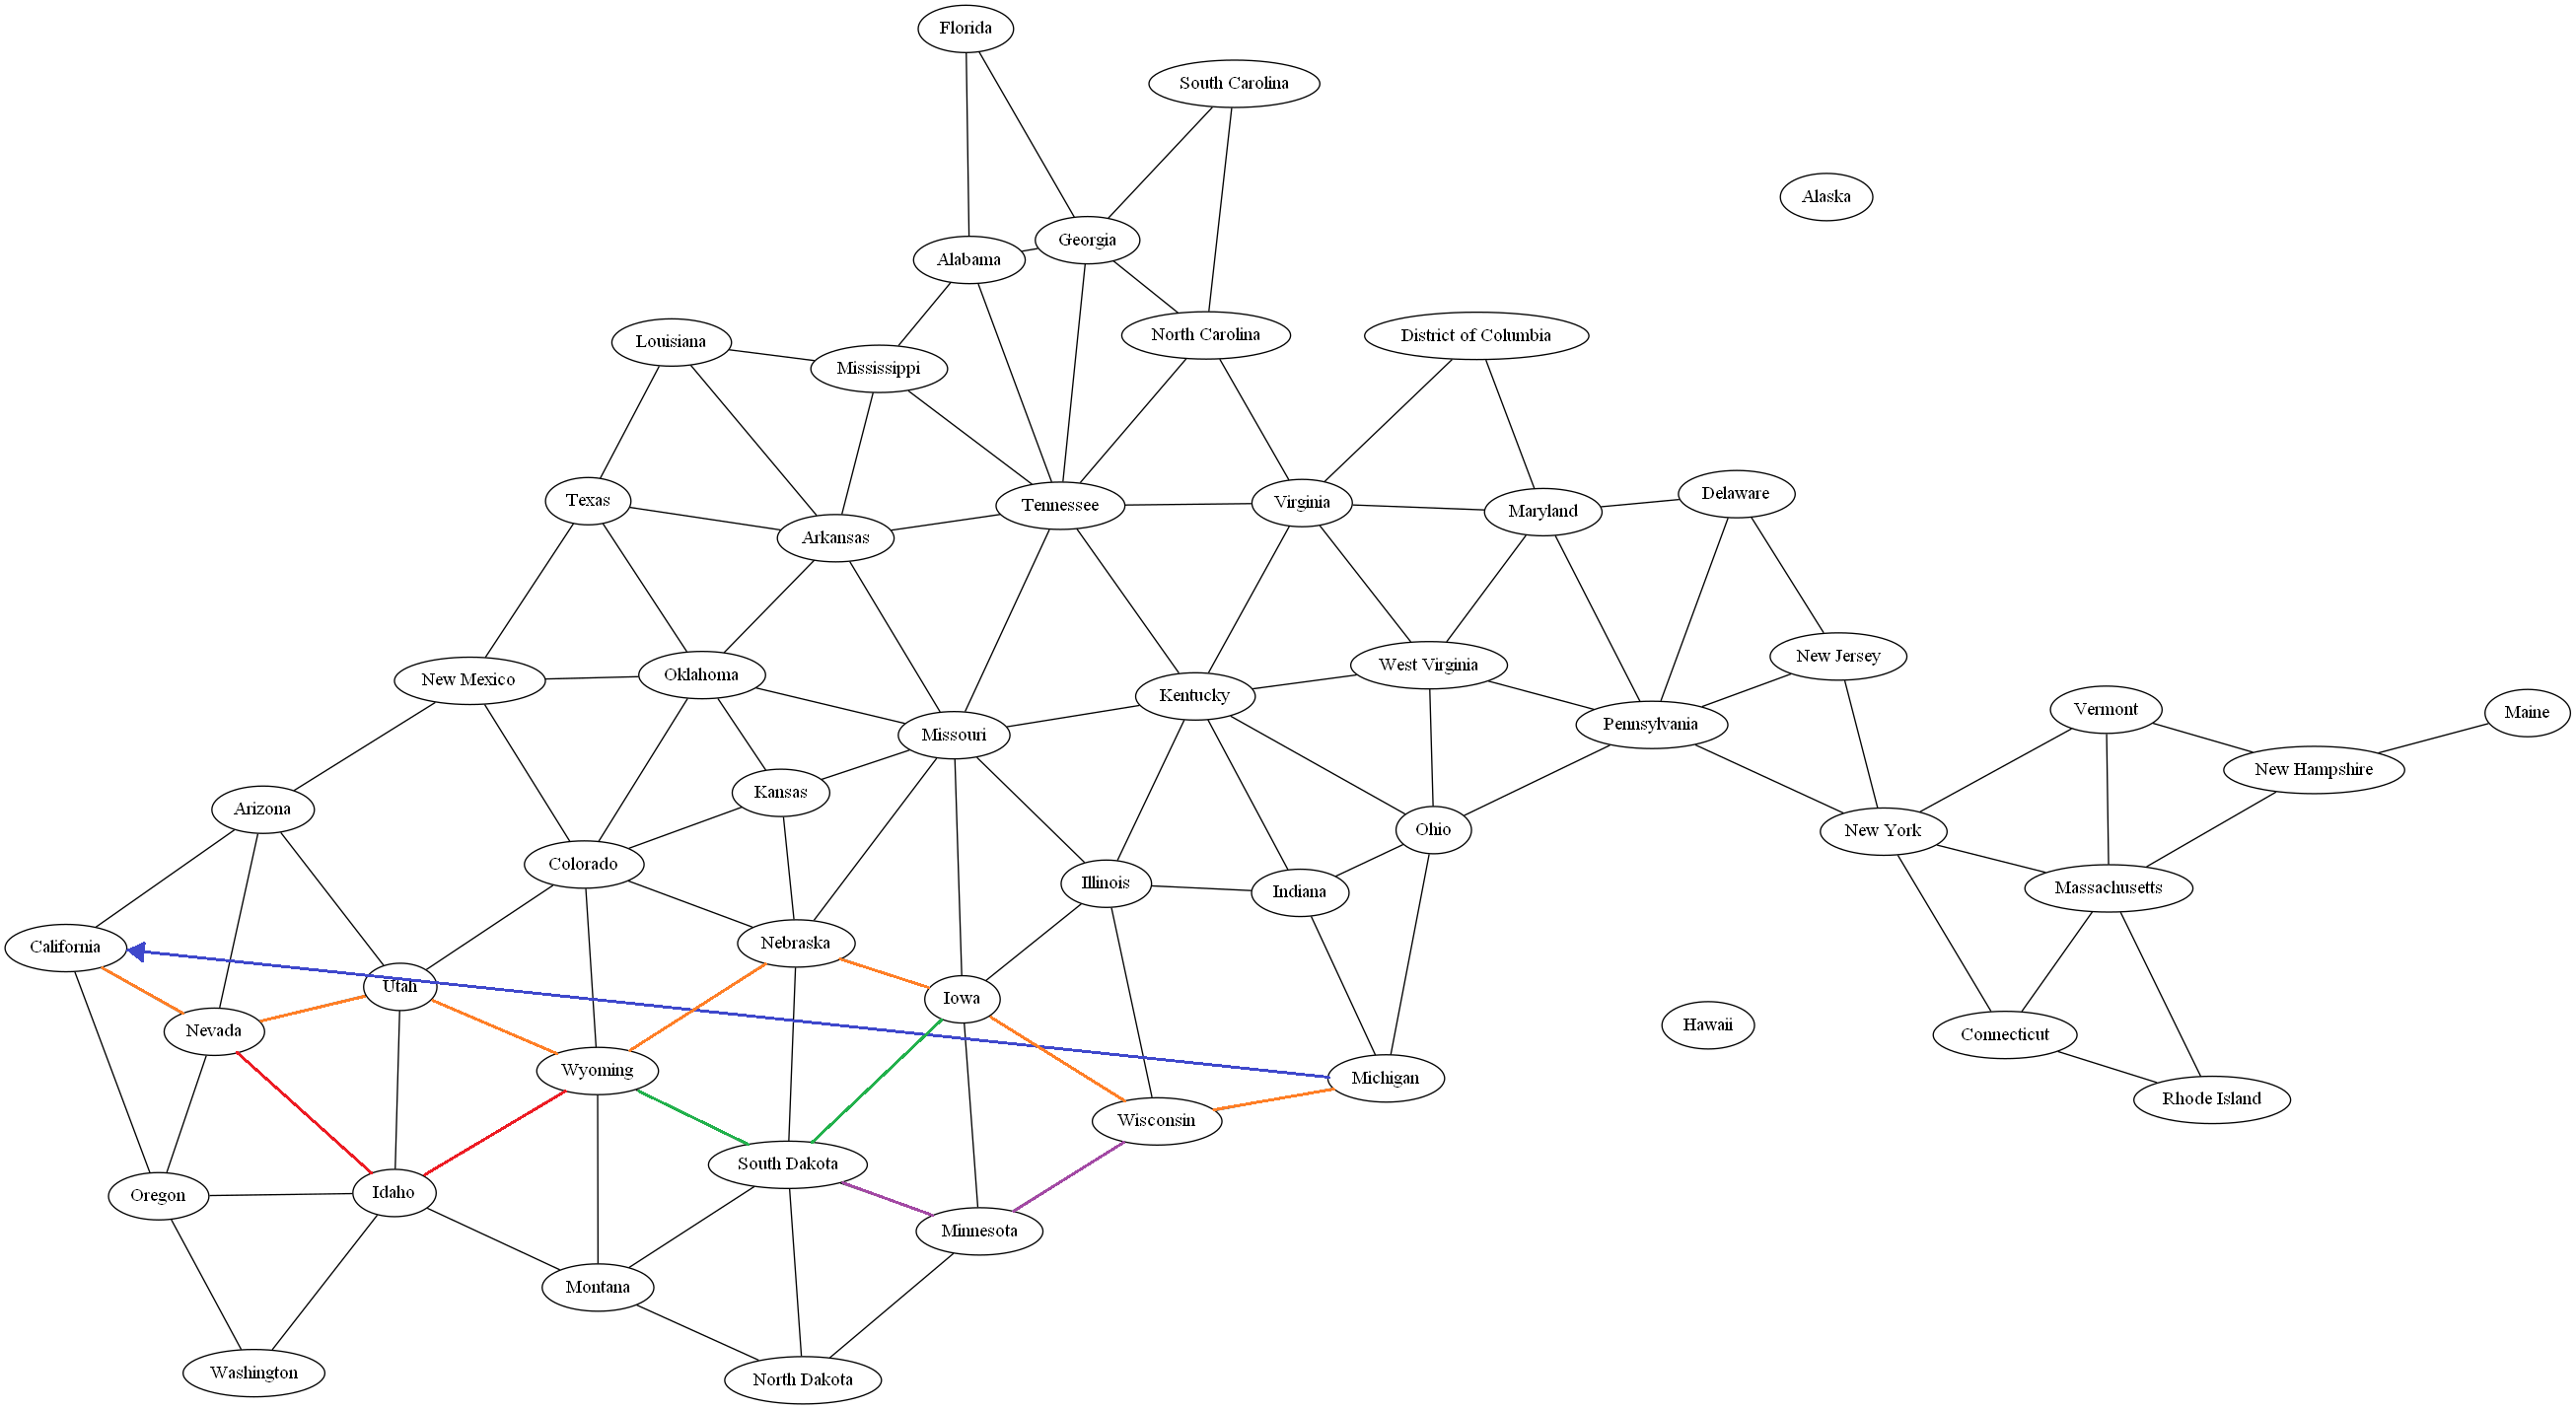 Florida
South Carolina
Alaska
Georgia
Alabama
Louisiana
North Carolina
District of Columbia
Mississippi
Texas
Tennessee
Virginia
Maryland
Delaware
Arkansas
New Mexico
Oklahoma
Kentucky
West Virginia
New Jersey
Missouri
Pennsylvania
Vermont
Maine
New Hampshire
Kansas
Arizona
Ohio
New York
Colorado
Illinois
Indiana
Massachusetts
California
Nebraska
Utah
Iowa
Nevada
Hawaii
Connecticut
Wyoming
Michigan
Rhode Island
Wisconsin
South Dakota
Oregon
Idaho
Minnesota
Montana
Washington
North Dakota